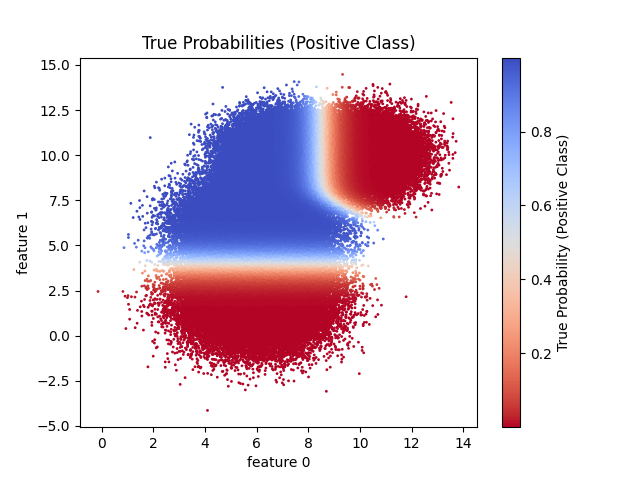 True Probabilities (Positive Class)
15.0
12.5
10.0
7.5
5.0
2.5
0.0
−2.5
−5.0
feature 1
0 2 4 6 8 10 12 14
feature 0
0.8
0.6
0.4
0.2
True Probability (Positive Class)